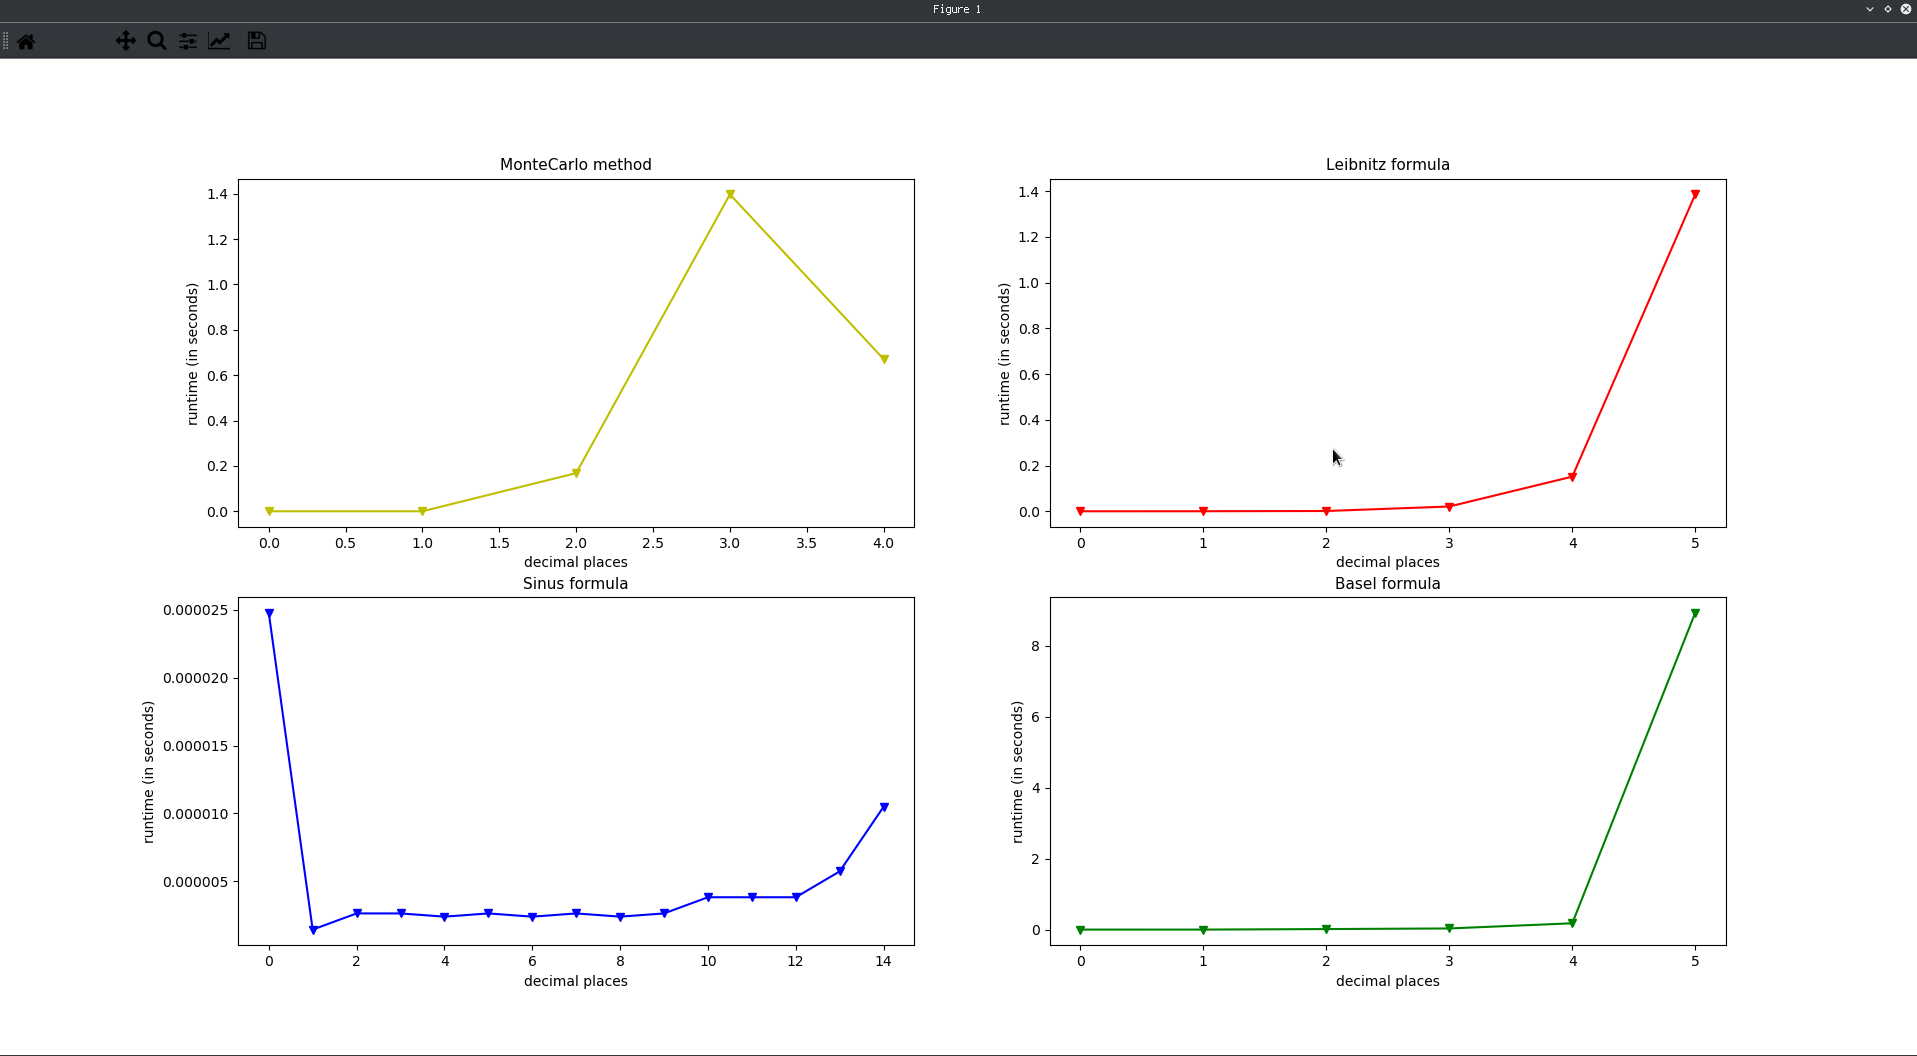 Figure 1
MonteCarlo method
1.4
1.2
1.0
0.8
0.6
0.4
0.2
0.0
runtime (in seconds)
0.0 0.5 1.0 1.5 2.0 2.5 3.0 3.5 4.0
decimal places
Leibnitz formula
1.4
1.2
1.0
0.8
0.6
0.4
0.2
0.0
runtime (in seconds)
0 1 2 3 4 5
decimal places
Sinus formula
0.000025
0.000020
0.000015
0.000010
0.000005
runtime (in seconds)
0 2 4 6 8 10 12 14
decimal places
Basel formula
8
6
4
2
0
runtime (in seconds)
0 1 2 3 4 5
decimal places